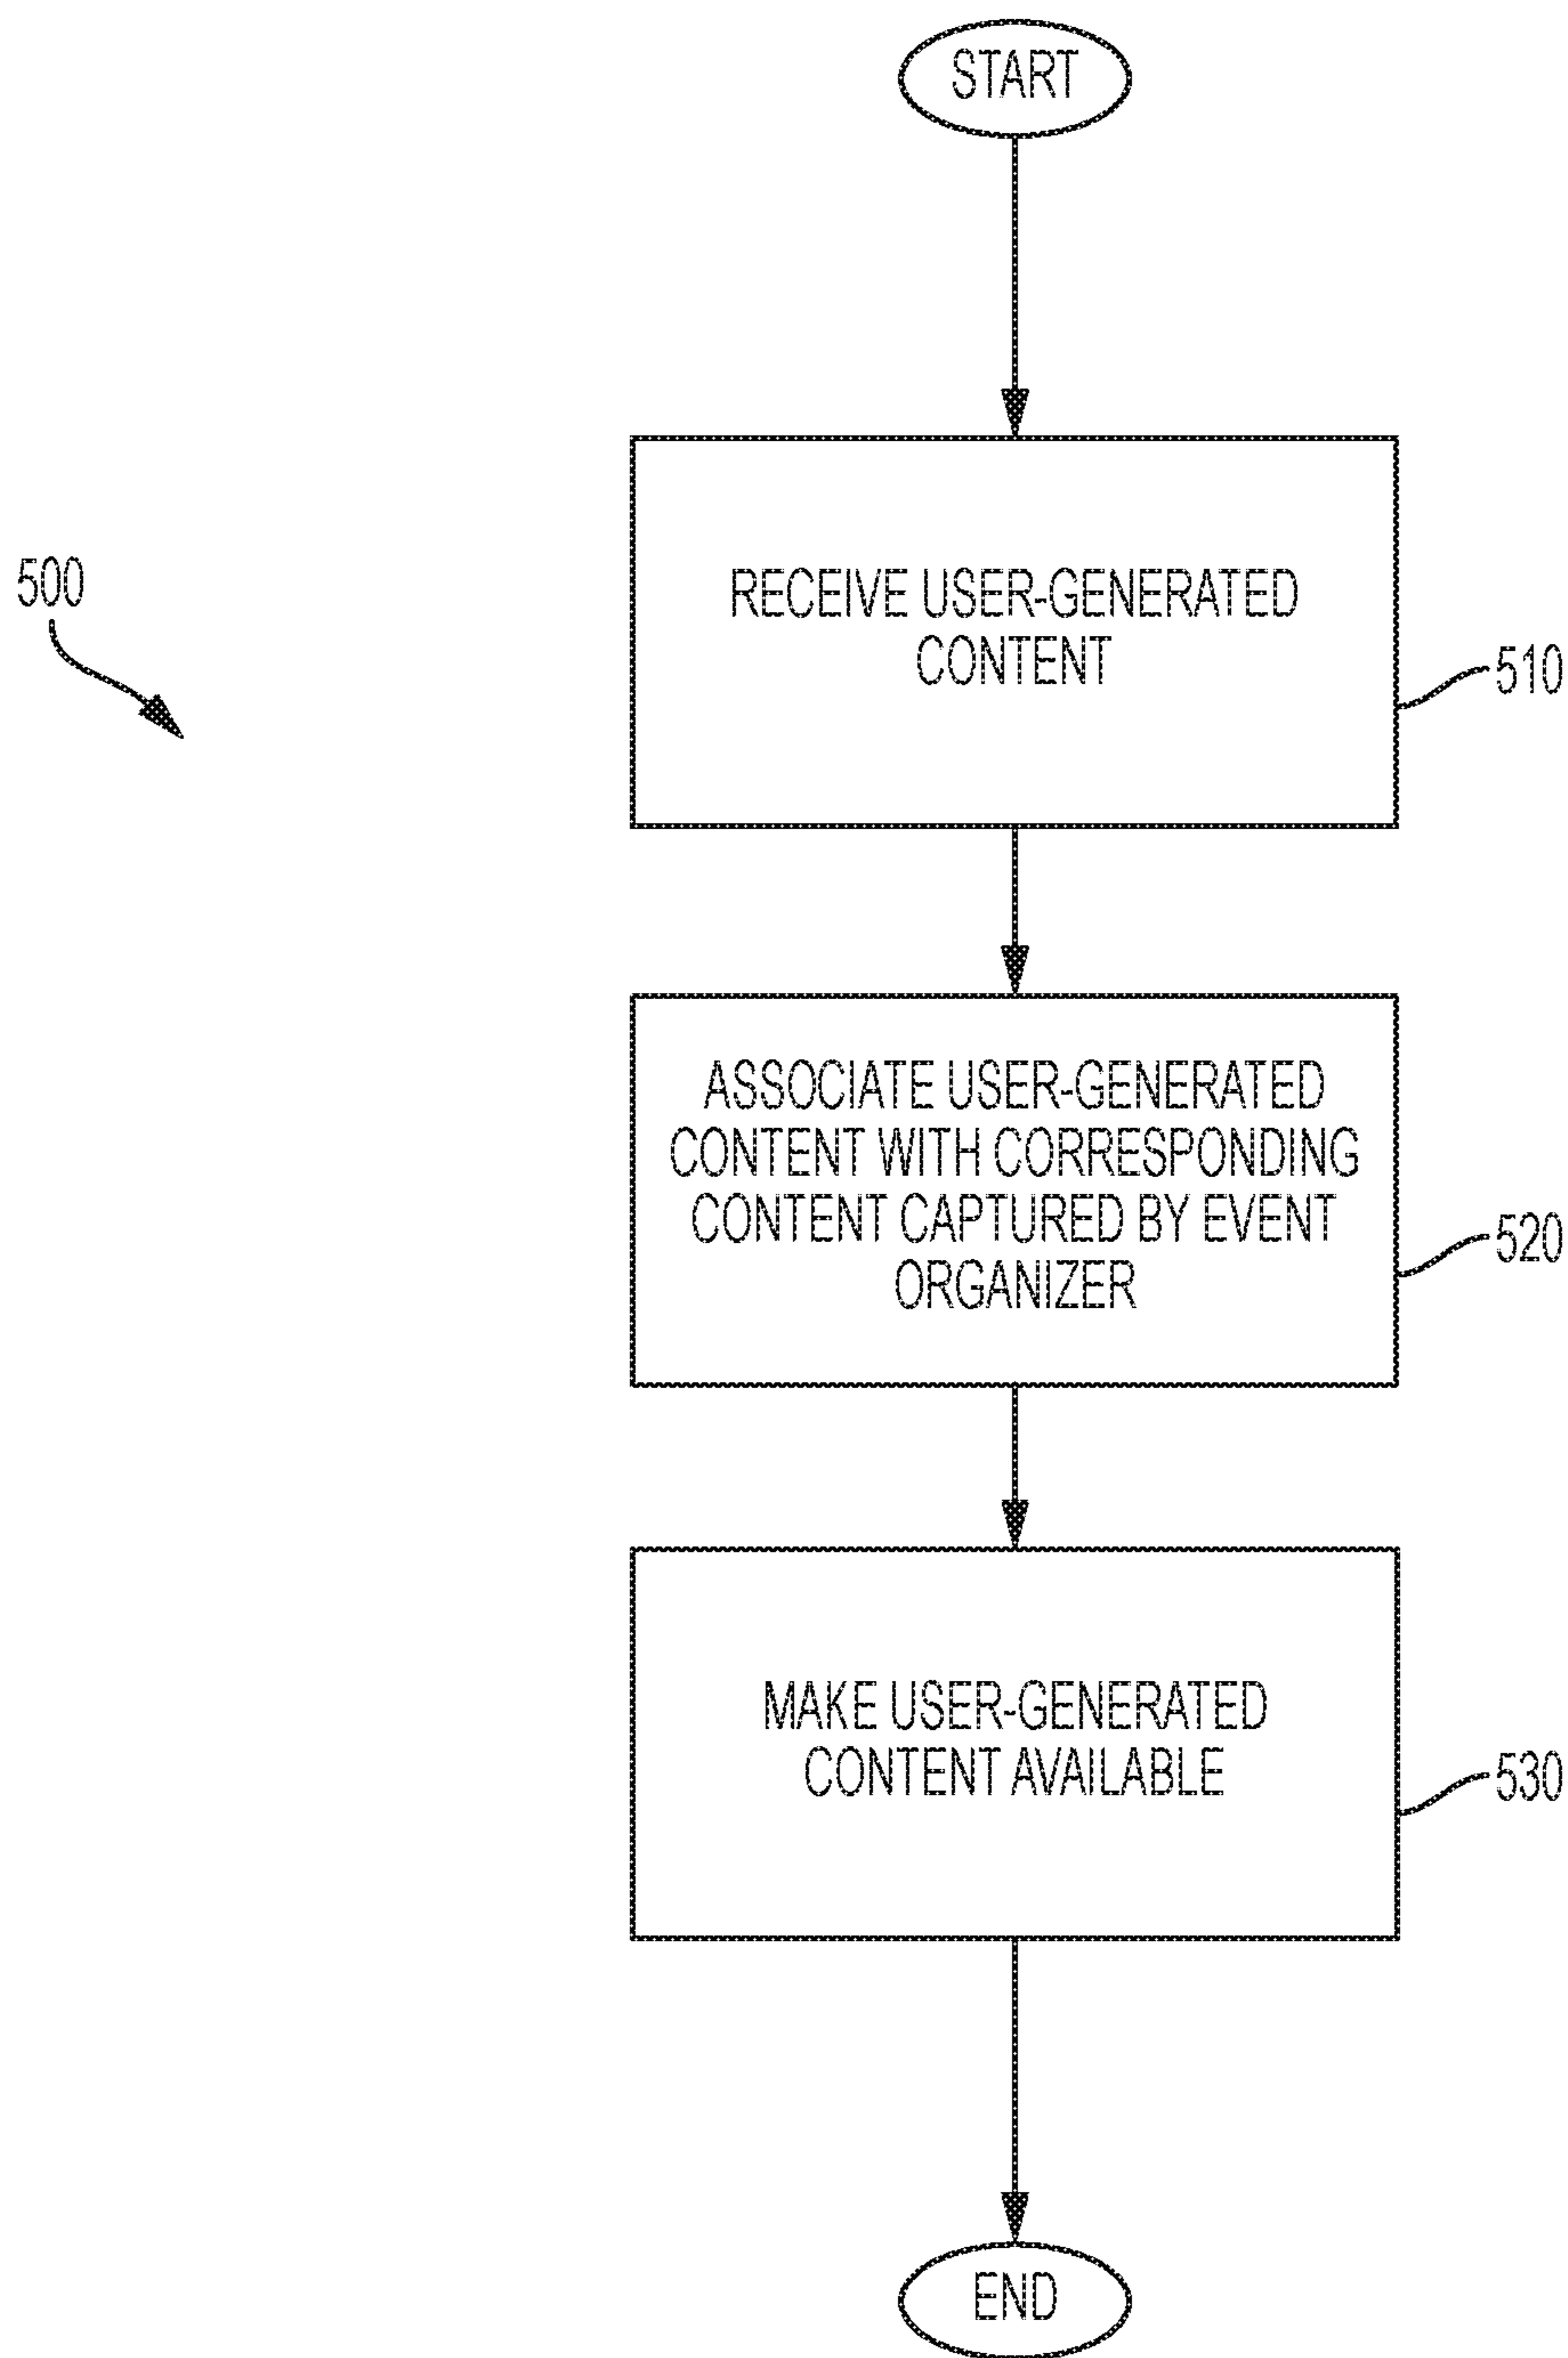 START
500
RECEIVE USER-GENERATED
CONTENT
510
ASSOCIATE USER-GENERATED
CONTENT WITH CORRESPONDING
CONTENT CAPTURED BY EVENT
ORGANIZER
520
MAKE USER-GENERATED
CONTENT AVAILABLE
530
END